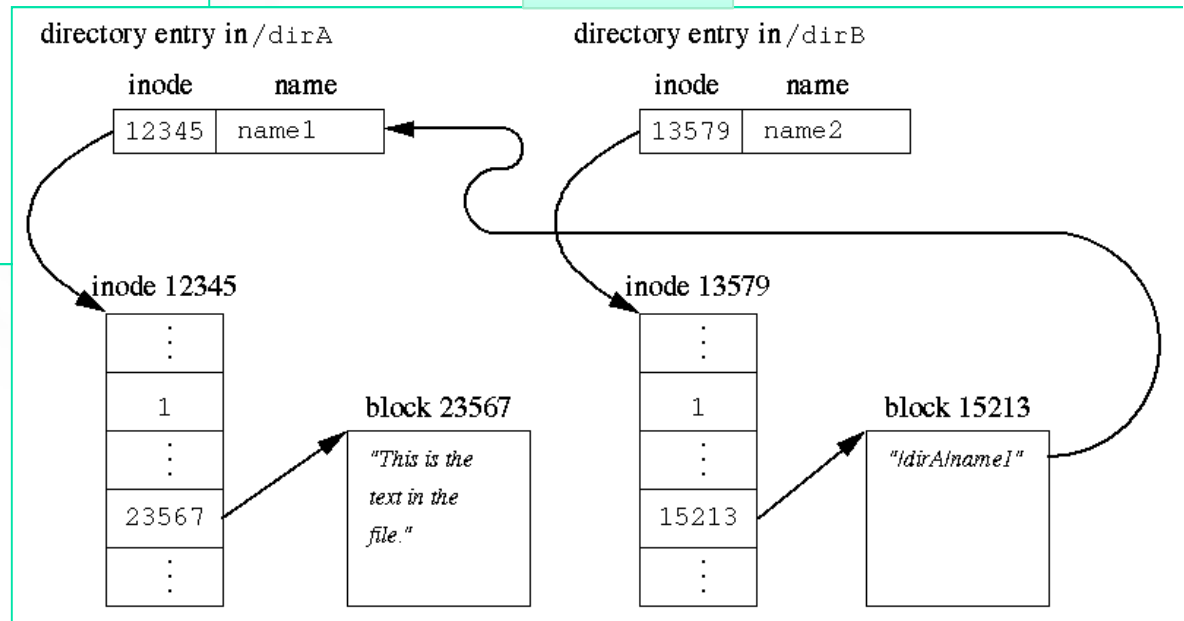 directory entry in /dirA
directory entry in /dirB
inode name
inode name
12345 name1
13579 name2
inode 12345
inode 13579
⋮
⋮
1
1
block 23567
block 15213
⋮
⋮
"This is the
text in the
file."
"/dirA/name1"
23567
15213
⋮
⋮